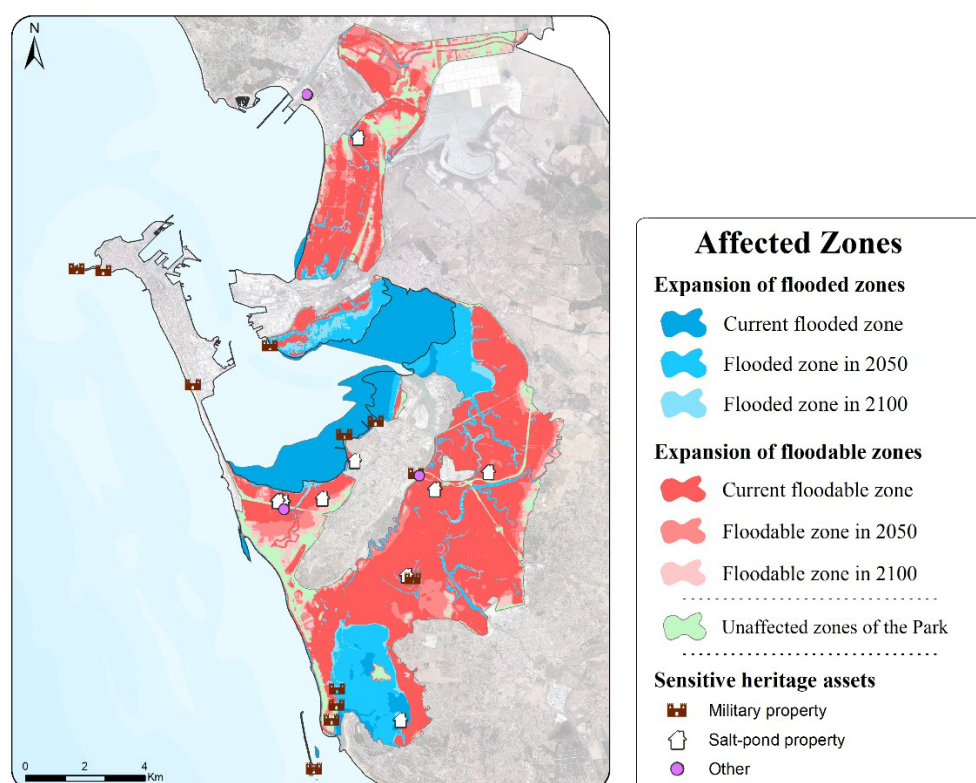 N
0 2 4
Km
Affected Zones
Expansion of flooded zones
Current flooded zone
Flooded zone in 2050
Flooded zone in 2100
Expansion of floodable zones
Current floodable zone
Floodable zone in 2050
Floodable zone in 2100
Unaffected zones of the Park
Sensitive heritage assets
Military property
Salt-pond property
Other